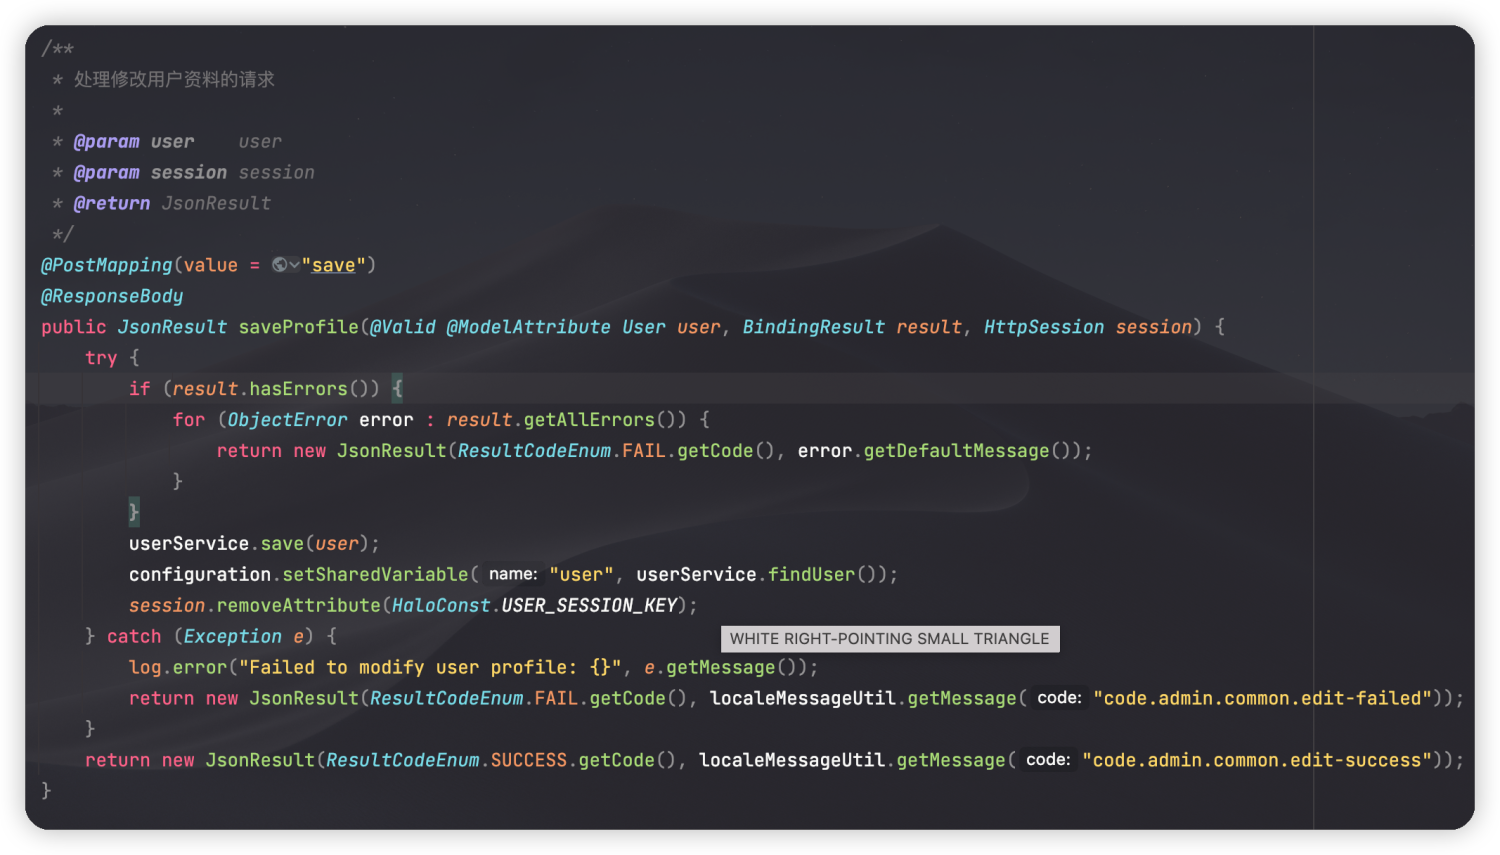 /**
 * 处理修改用户资料的请求
 *
 * @param user    user
 * @param session session
 * @return JsonResult
 */
@PostMapping(value = "save")
@ResponseBody
public JsonResult saveProfile(@Valid @ModelAttribute User user, BindingResult result, HttpSession session) {
    try {
        if (result.hasErrors()) {
            for (ObjectError error : result.getAllErrors()) {
                return new JsonResult(ResultCodeEnum.FAIL.getCode(), error.getDefaultMessage());
            }
        }
        userService.save(user);
        configuration.setSharedVariable( name: "user", userService.findUser());
        session.removeAttribute(HaloConst.USER_SESSION_KEY);
    } catch (Exception e) {
WHITE RIGHT-POINTING SMALL TRIANGLE
        log.error("Failed to modify user profile: {}", e.getMessage());
        return new JsonResult(ResultCodeEnum.FAIL.getCode(), localeMessageUtil.getMessage( code: "code.admin.common.edit-failed"));
    }
    return new JsonResult(ResultCodeEnum.SUCCESS.getCode(), localeMessageUtil.getMessage( code: "code.admin.common.edit-success"));
}